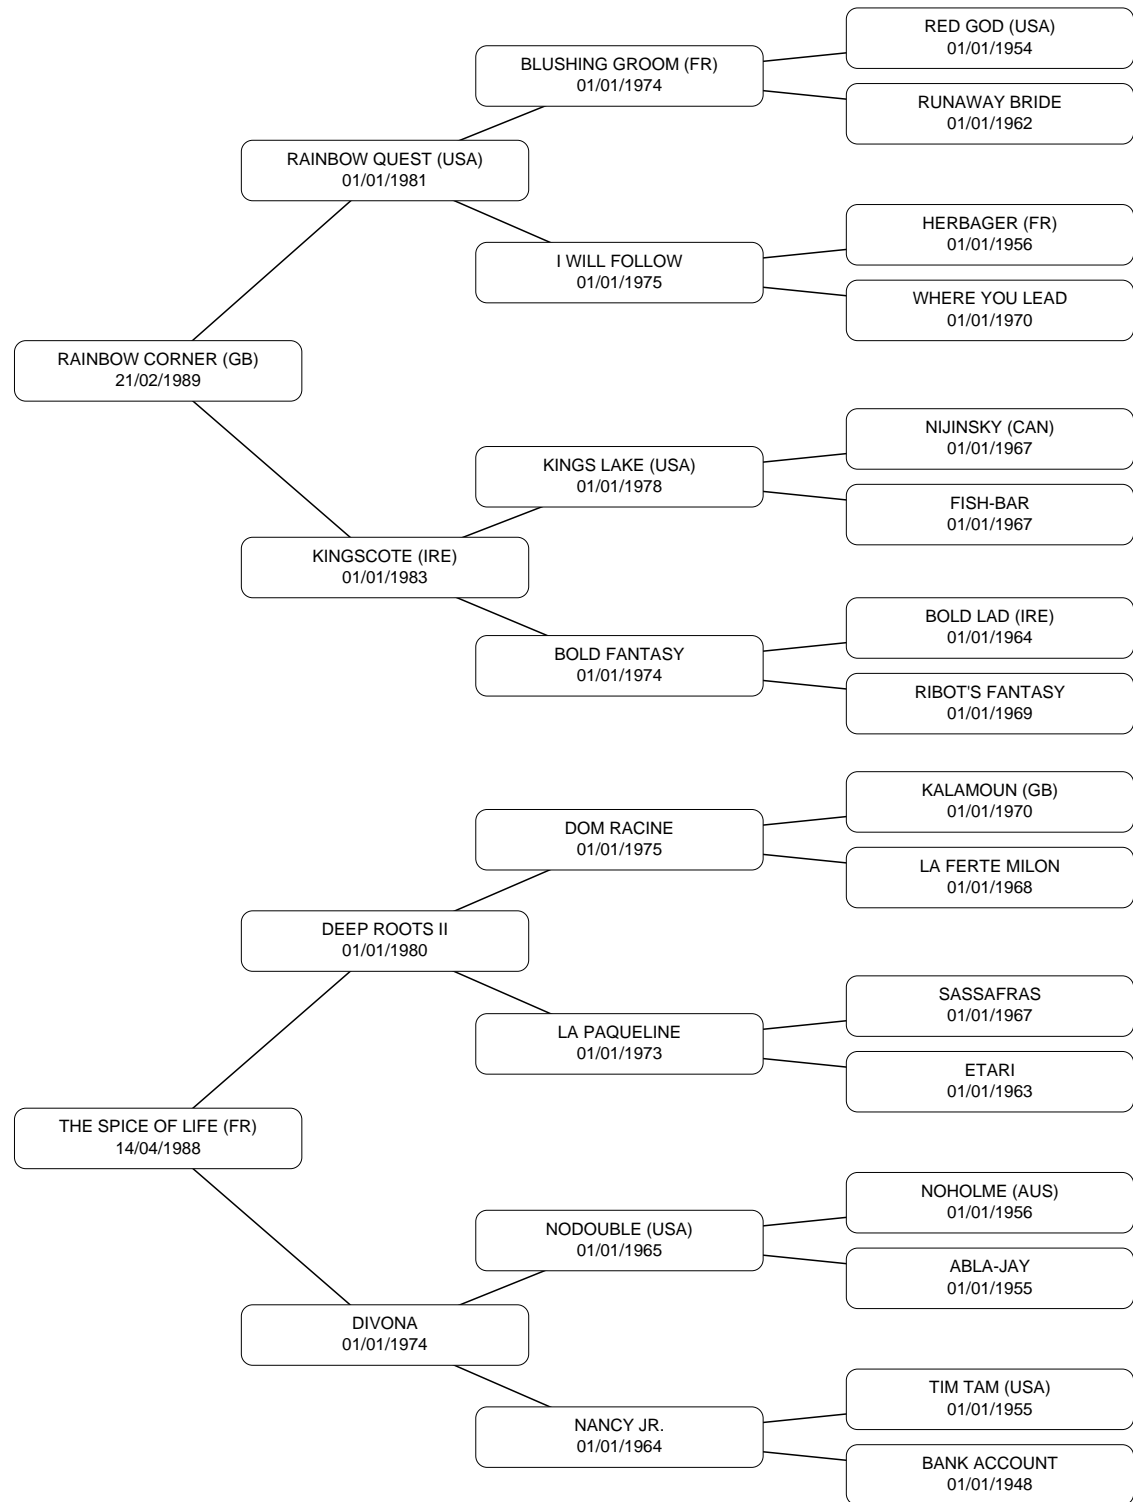 RED GOD (USA)
01/01/1954
BLUSHING GROOM (FR)
01/01/1974
RUNAWAY BRIDE
01/01/1962
RAINBOW QUEST (USA)
01/01/1981
HERBAGER (FR)
01/01/1956
I WILL FOLLOW
01/01/1975
WHERE YOU LEAD
01/01/1970
RAINBOW CORNER (GB)
21/02/1989
NIJINSKY (CAN)
01/01/1967
KINGS LAKE (USA)
01/01/1978
FISH-BAR
01/01/1967
KINGSCOTE (IRE)
01/01/1983
BOLD LAD (IRE)
01/01/1964
BOLD FANTASY
01/01/1974
RIBOT'S FANTASY
01/01/1969
KALAMOUN (GB)
01/01/1970
DOM RACINE
01/01/1975
LA FERTE MILON
01/01/1968
DEEP ROOTS II
01/01/1980
SASSAFRAS
01/01/1967
LA PAQUELINE
01/01/1973
ETARI
01/01/1963
THE SPICE OF LIFE (FR)
14/04/1988
NOHOLME (AUS)
01/01/1956
NODOUBLE (USA)
01/01/1965
ABLA-JAY
01/01/1955
DIVONA
01/01/1974
TIM TAM (USA)
01/01/1955
NANCY JR.
01/01/1964
BANK ACCOUNT
01/01/1948